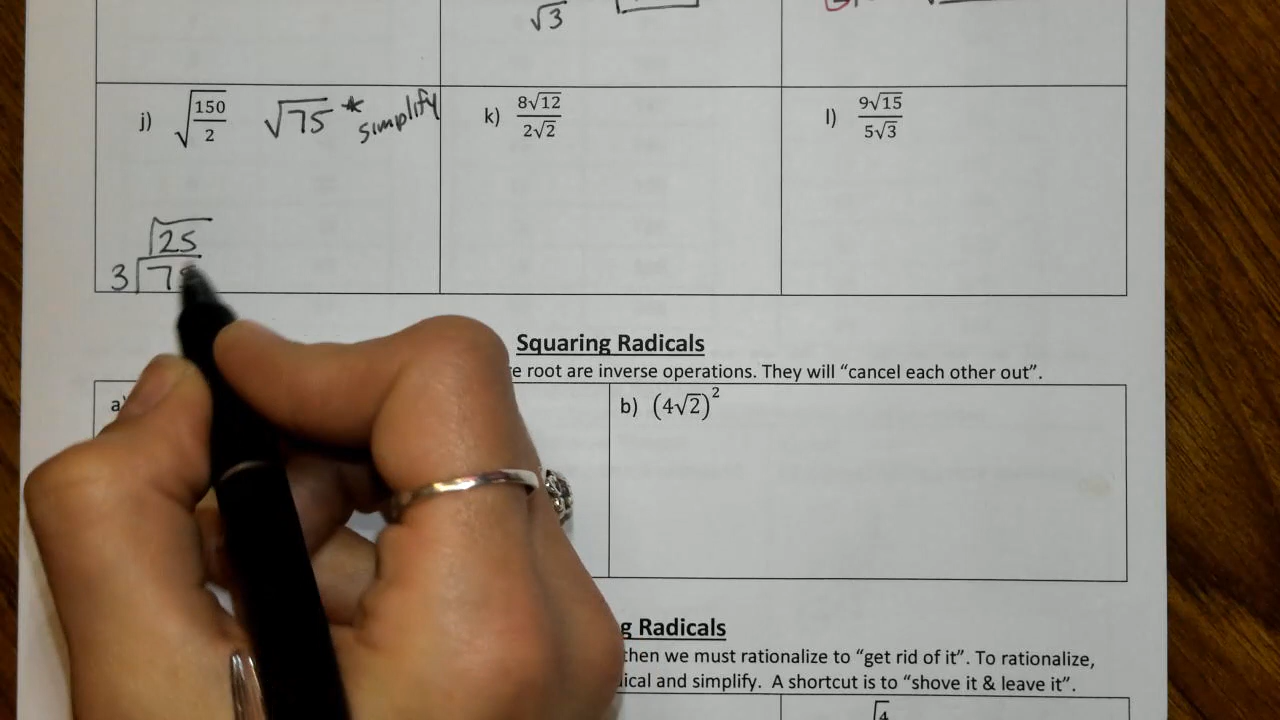 √3
j) √(150/2) √75 * simplify
k) 8√12 / 2√2
l) 9√15 / 5√3
25
3 7
Squaring Radicals
root are inverse operations. They will “cancel each other out”.
a)
b) (4√2)²
Radicals
then we must rationalize to “get rid of it”. To rationalize,
and simplify. A shortcut is to “shove it & leave it”.
√4